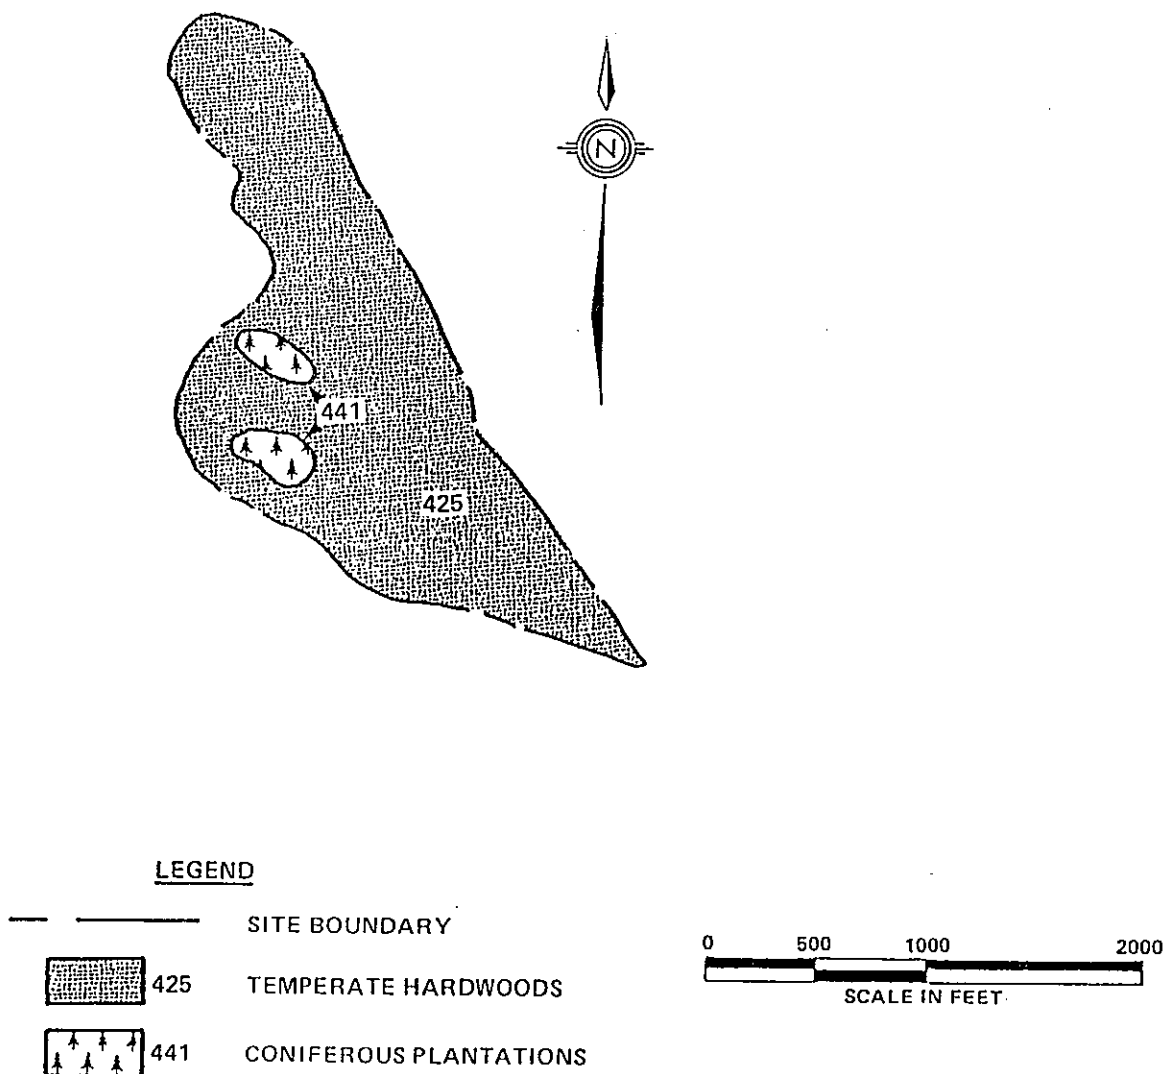 N
441
425
LEGEND
SITE BOUNDARY
425 TEMPERATE HARDWOODS
441 CONIFEROUS PLANTATIONS
0 500 1000 2000
SCALE IN FEET